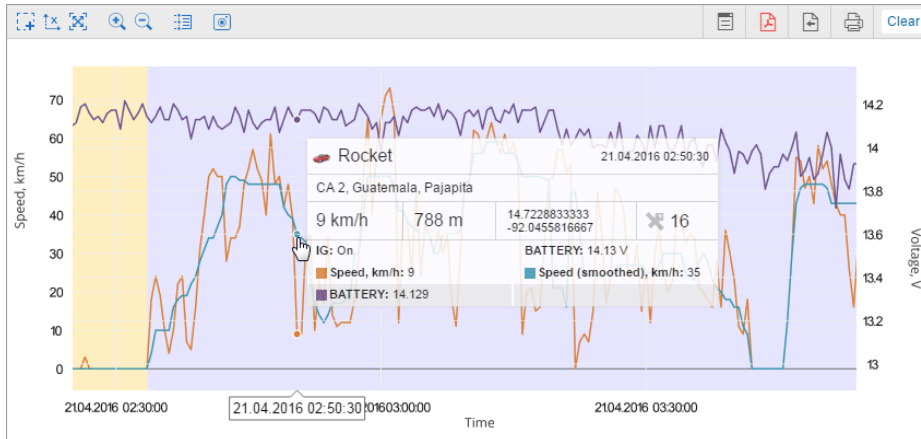 Clear
Speed, km/h
70
60
50
40
30
20
10
0
14.2
14
13.8
13.6
13.4
13.2
13
Voltage, V
Rocket
21.04.2016 02:50:30
CA 2, Guatemala, Pajapita
9 km/h
788 m
14.7228833333
-92.0455816667
16
IG: On
BATTERY: 14.13 V
Speed, km/h: 9
Speed (smoothed), km/h: 35
BATTERY: 14.129
21.04.2016 02:30:00
21.04.2016 02:50:30
201603:00:00
21.04.2016 03:30:00
Time